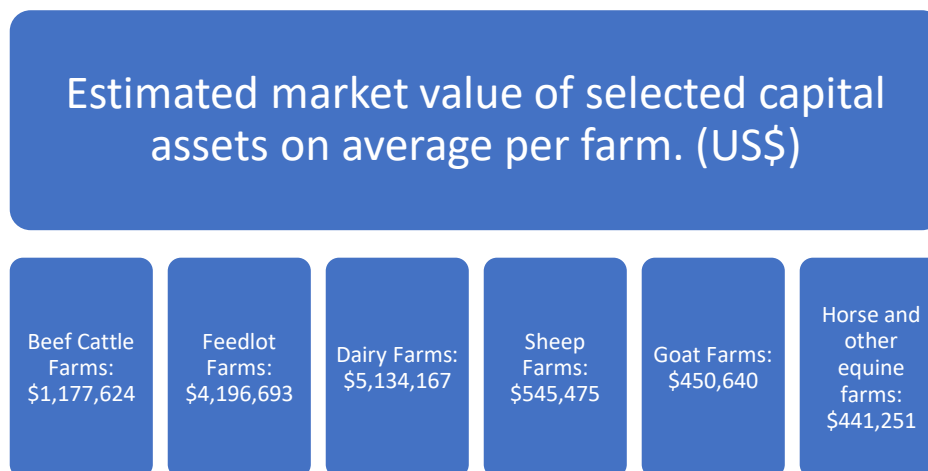 Estimated market value of selected capital
assets on average per farm. (US$)
Beef Cattle
Farms:
$1,177,624
Feedlot
Farms:
$4,196,693
Dairy Farms:
$5,134,167
Sheep
Farms:
$545,475
Goat Farms:
$450,640
Horse and
other
equine
farms:
$441,251